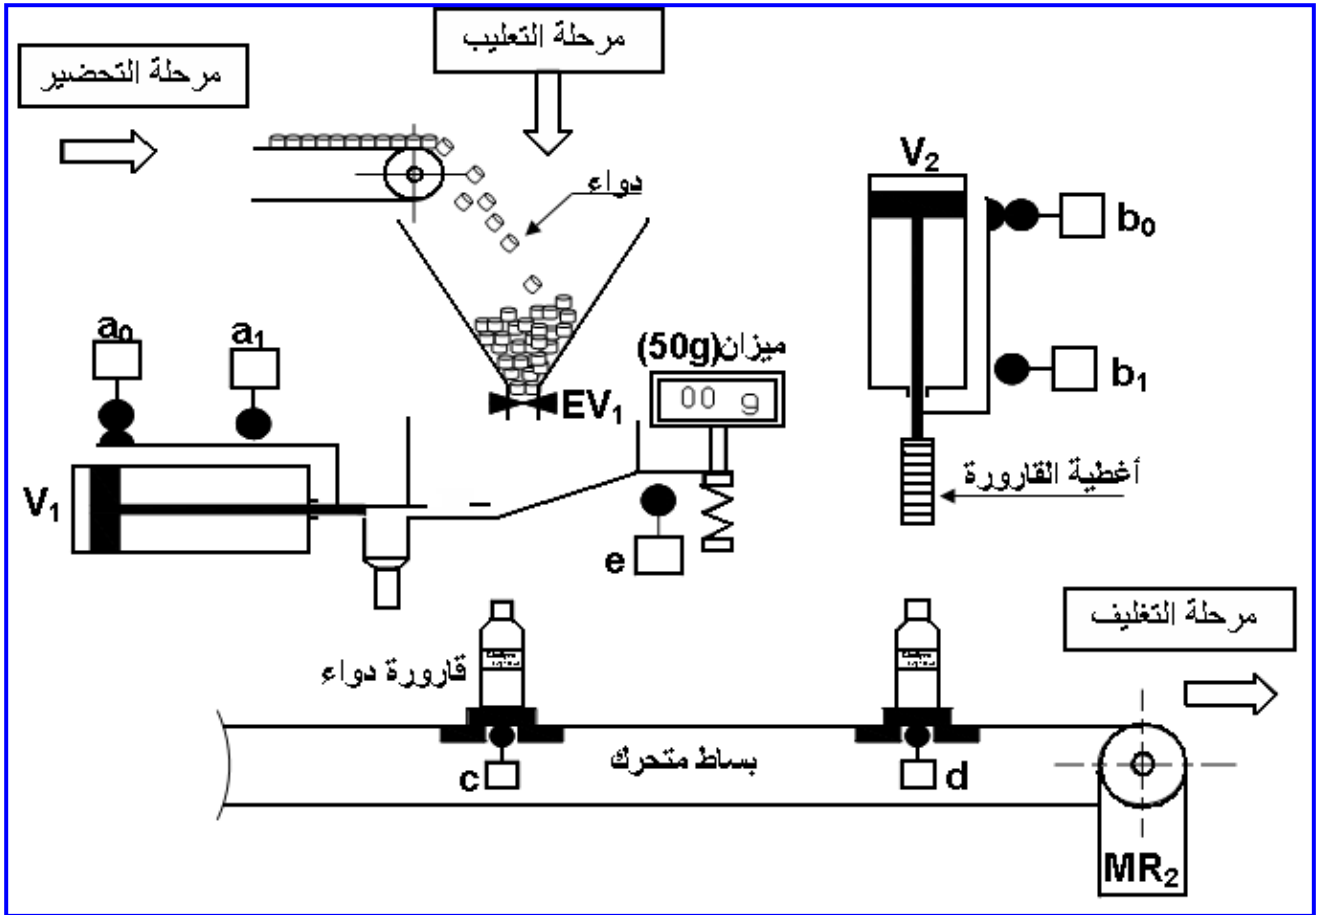 مرحلة التعليب
مرحلة التحضير
V2
دواء
b0
a0
a1
ميزان(50g)
b1
00 g
EV1
أغطية القارورة
V1
e
مرحلة التغليف
قارورة دواء
بساط متحرك
c
d
MR2